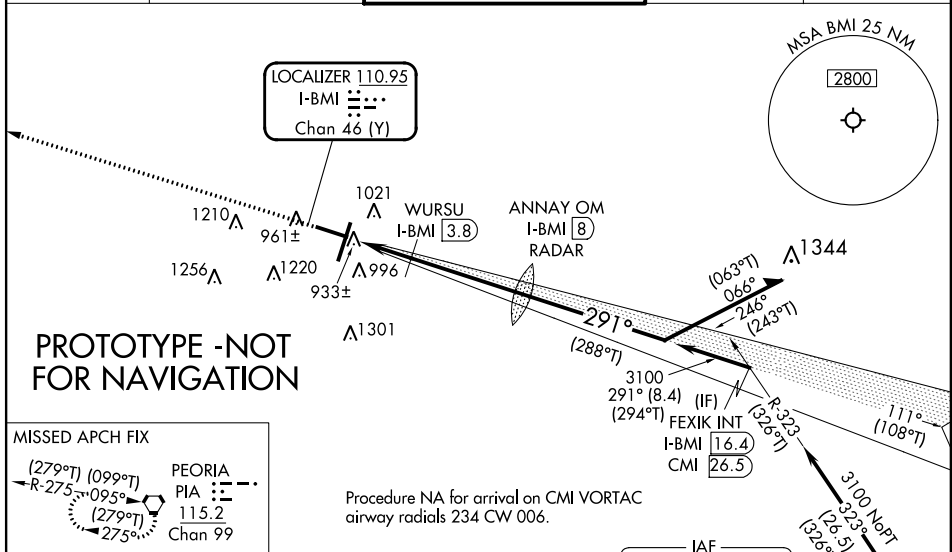 MSA BMI 25 NM
2800
LOCALIZER 110.95
I-BMI
Chan 46 (Y)
1210
961±
1021
WURSU
I-BMI 3.8
ANNAY OM
I-BMI 8
RADAR
1344
(063°T)
066°
246°
(243°T)
1256
1220
933±
996
1301
291°
(288°T)
PROTOTYPE -NOT
FOR NAVIGATION
3100
291° (8.4)
(294°T)
(IF)
FEXIK INT
I-BMI 16.4
CMI 26.5
R-323
(326°T)
111°
(108°T)
3100 NoPT
323°
(26.5)
(326°T)
MISSED APCH FIX
(279°T) (099°T)
R-275 095°
(279°T)
275°
PEORIA
PIA
115.2
Chan 99
Procedure NA for arrival on CMI VORTAC
airway radials 234 CW 006.
IAF